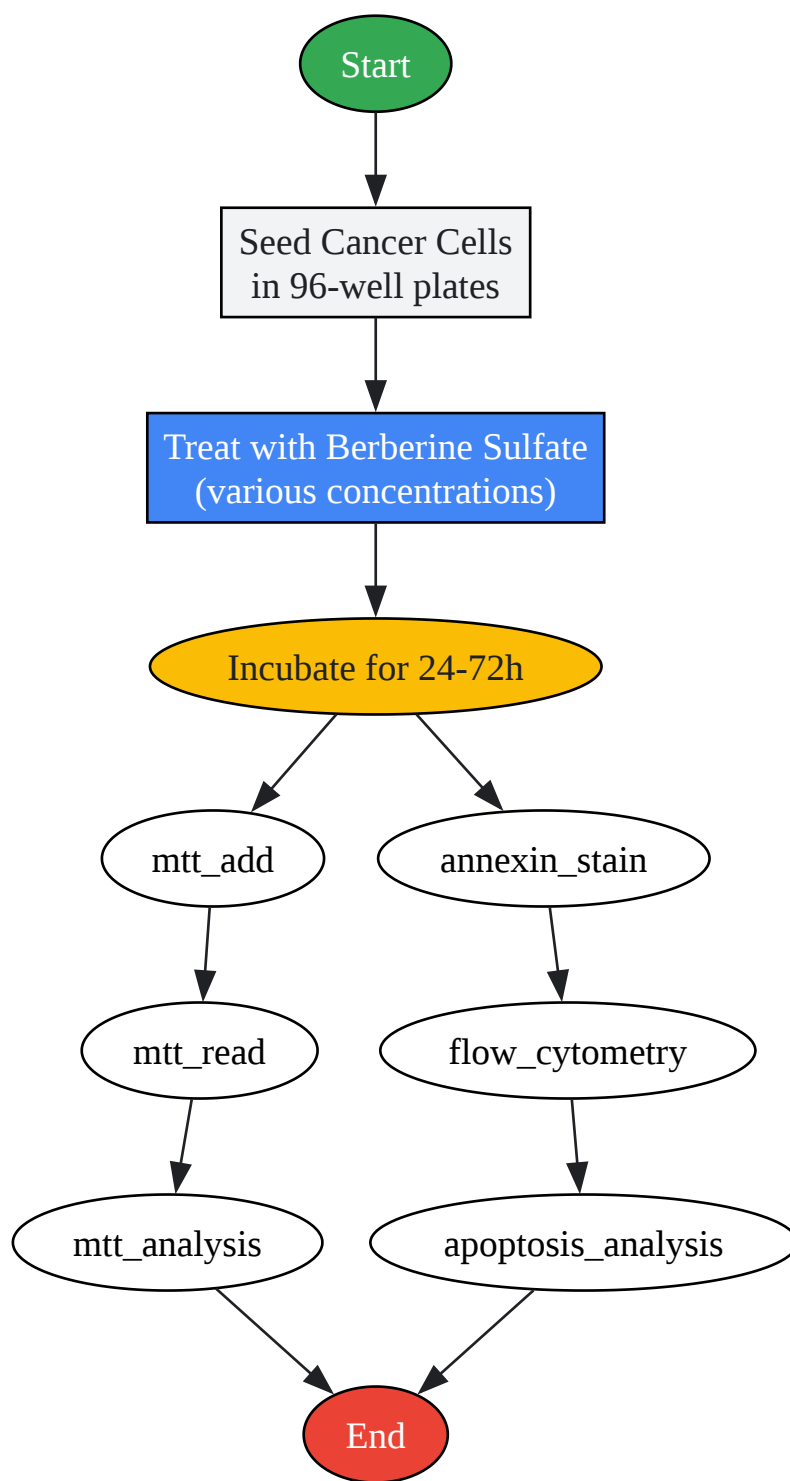 Start
Seed Cancer Cells
in 96-well plates
Treat with Berberine Sulfate
(various concentrations)
Incubate for 24-72h
mtt_add
annexin_stain
mtt_read
flow_cytometry
mtt_analysis
apoptosis_analysis
End